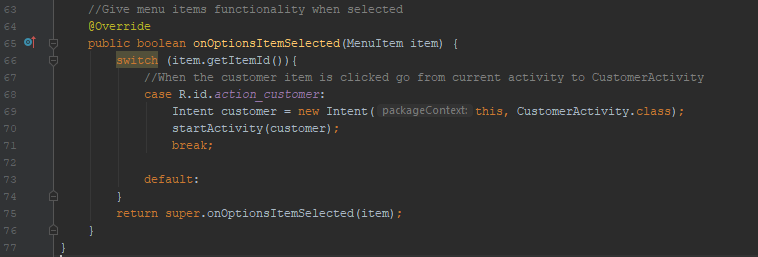 63 //Give menu items functionality when selected
64 @Override
65 public boolean onOptionsItemSelected(MenuItem item) {
66 switch (item.getItemId()){
67 //When the customer item is clicked go from current activity to CustomerActivity
68 case R.id.action_customer:
69 Intent customer = new Intent( packageContext: this, CustomerActivity.class);
70 startActivity(customer);
71 break;
72
73 default:
74 }
75 return super.onOptionsItemSelected(item);
76 }
77 }